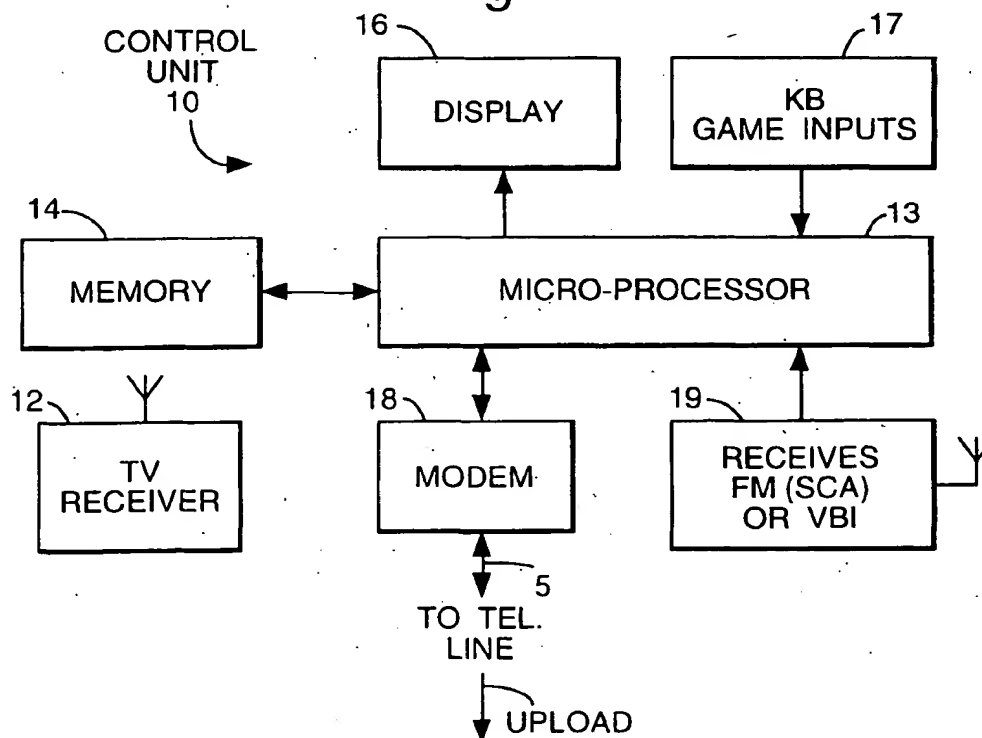 CONTROL
UNIT
10
16
DISPLAY
17
KB
GAME INPUTS
14
MEMORY
13
MICRO-PROCESSOR
12
TV
RECEIVER
18
MODEM
19
RECEIVES
FM (SCA)
OR VBI
5
TO TEL.
LINE
UPLOAD